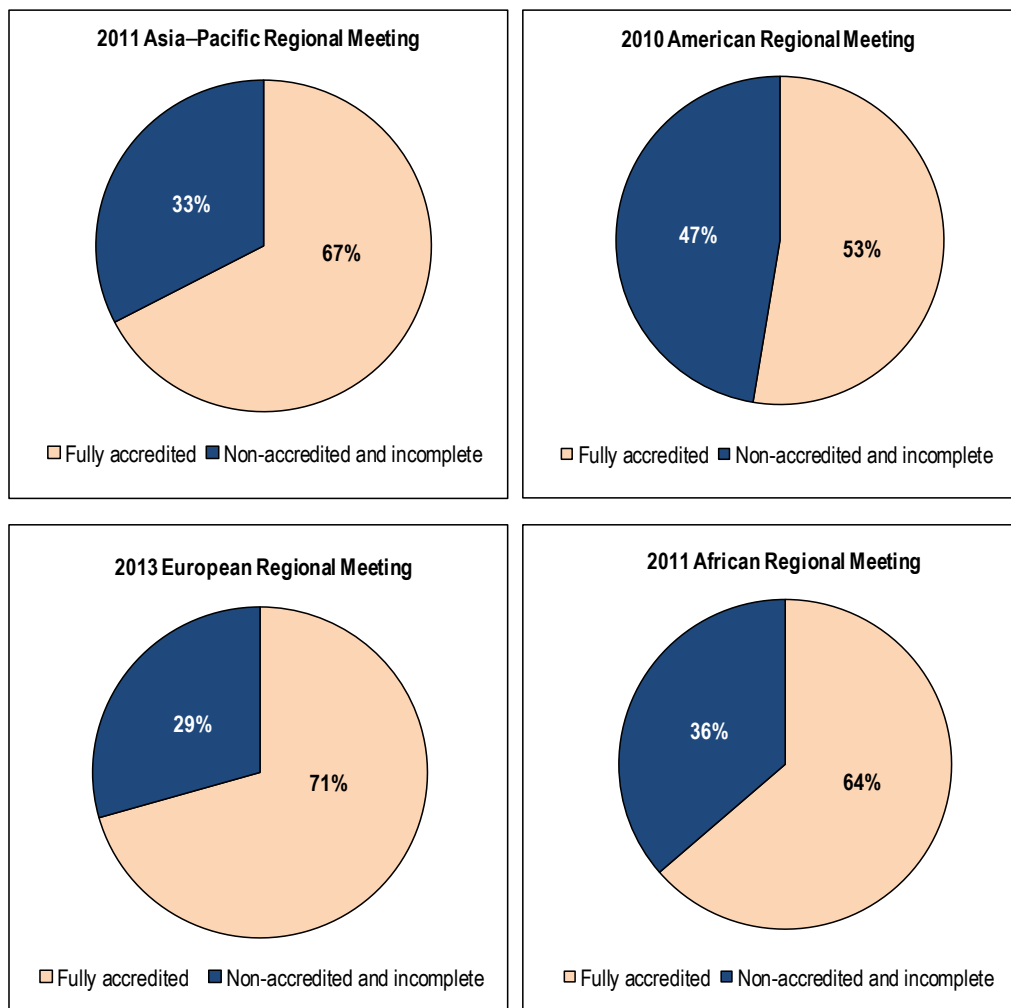 2011 Asia–Pacific Regional Meeting
33%
67%
Fully accredited Non-accredited and incomplete
2010 American Regional Meeting
47%
53%
Fully accredited Non-accredited and incomplete
2013 European Regional Meeting
29%
71%
Fully accredited Non-accredited and incomplete
2011 African Regional Meeting
36%
64%
Fully accredited Non-accredited and incomplete